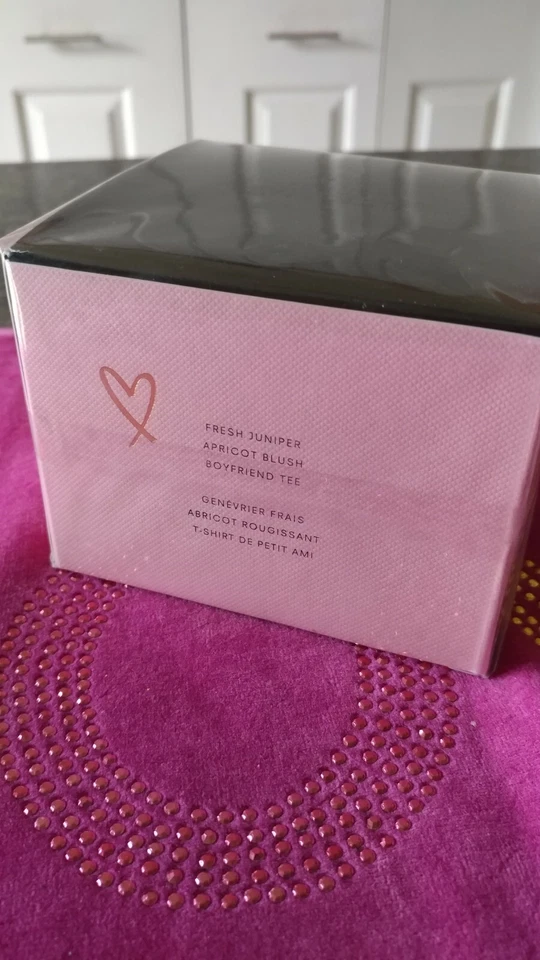 FRESH JUNIPER
APRICOT BLUSH
BOYFRIEND TEE
GENÉVRIER FRAIS
ABRICOT ROUGISSANT
T-SHIRT DE PETIT AMI